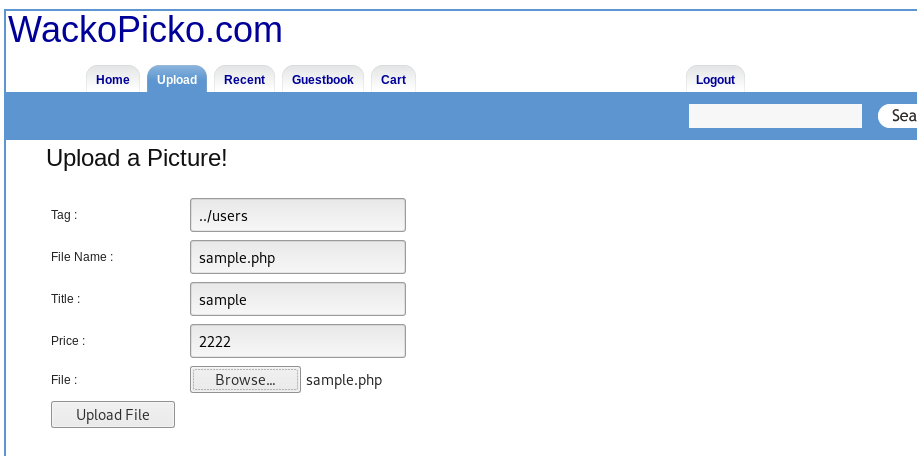 WackoPicko.com
Home Upload Recent Guestbook Cart Logout
Sea
Upload a Picture!
Tag : ../users
File Name : sample.php
Title : sample
Price : 2222
File : Browse... sample.php
Upload File